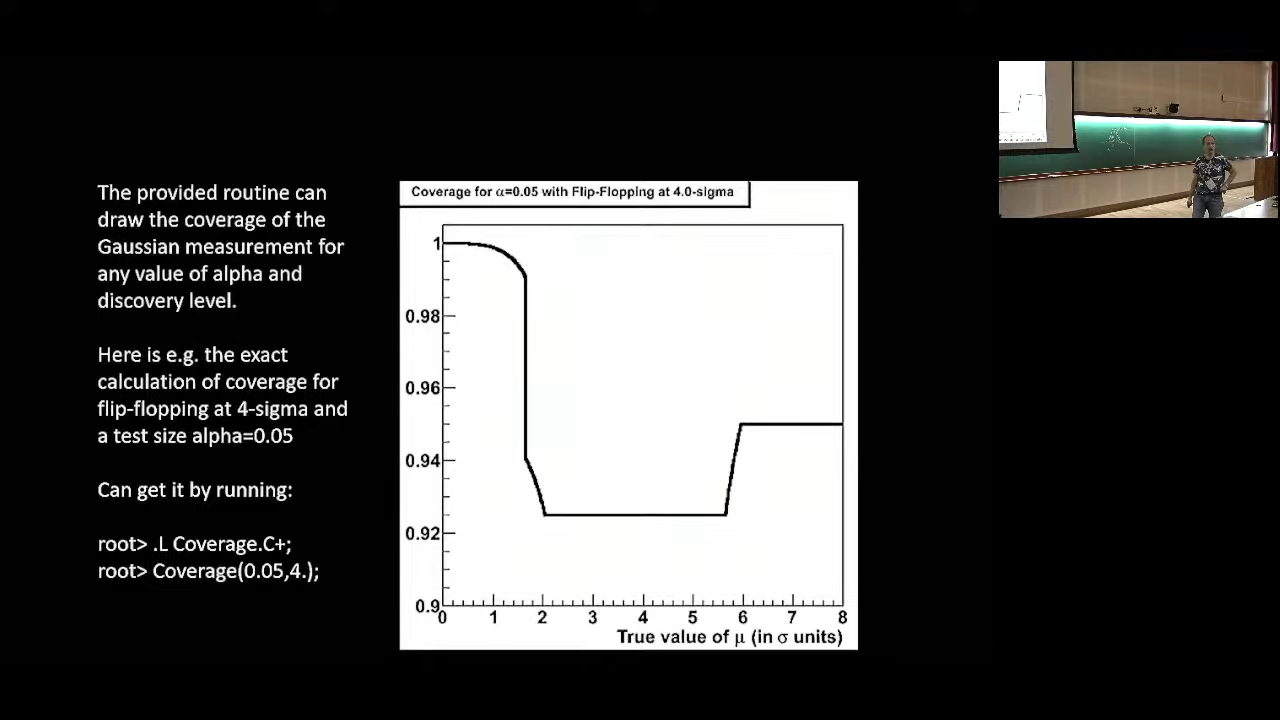 The provided routine can
draw the coverage of the
Gaussian measurement for
any value of alpha and
discovery level.
Here is e.g. the exact
calculation of coverage for
flip-flopping at 4-sigma and
a test size alpha=0.05
Can get it by running:
root> .L Coverage.C+;
root> Coverage(0.05,4.);
Coverage for α=0.05 with Flip-Flopping at 4.0-sigma
1
0.98
0.96
0.94
0.92
0.9
0 1 2 3 4 5 6 7 8
True value of μ (in σ units)